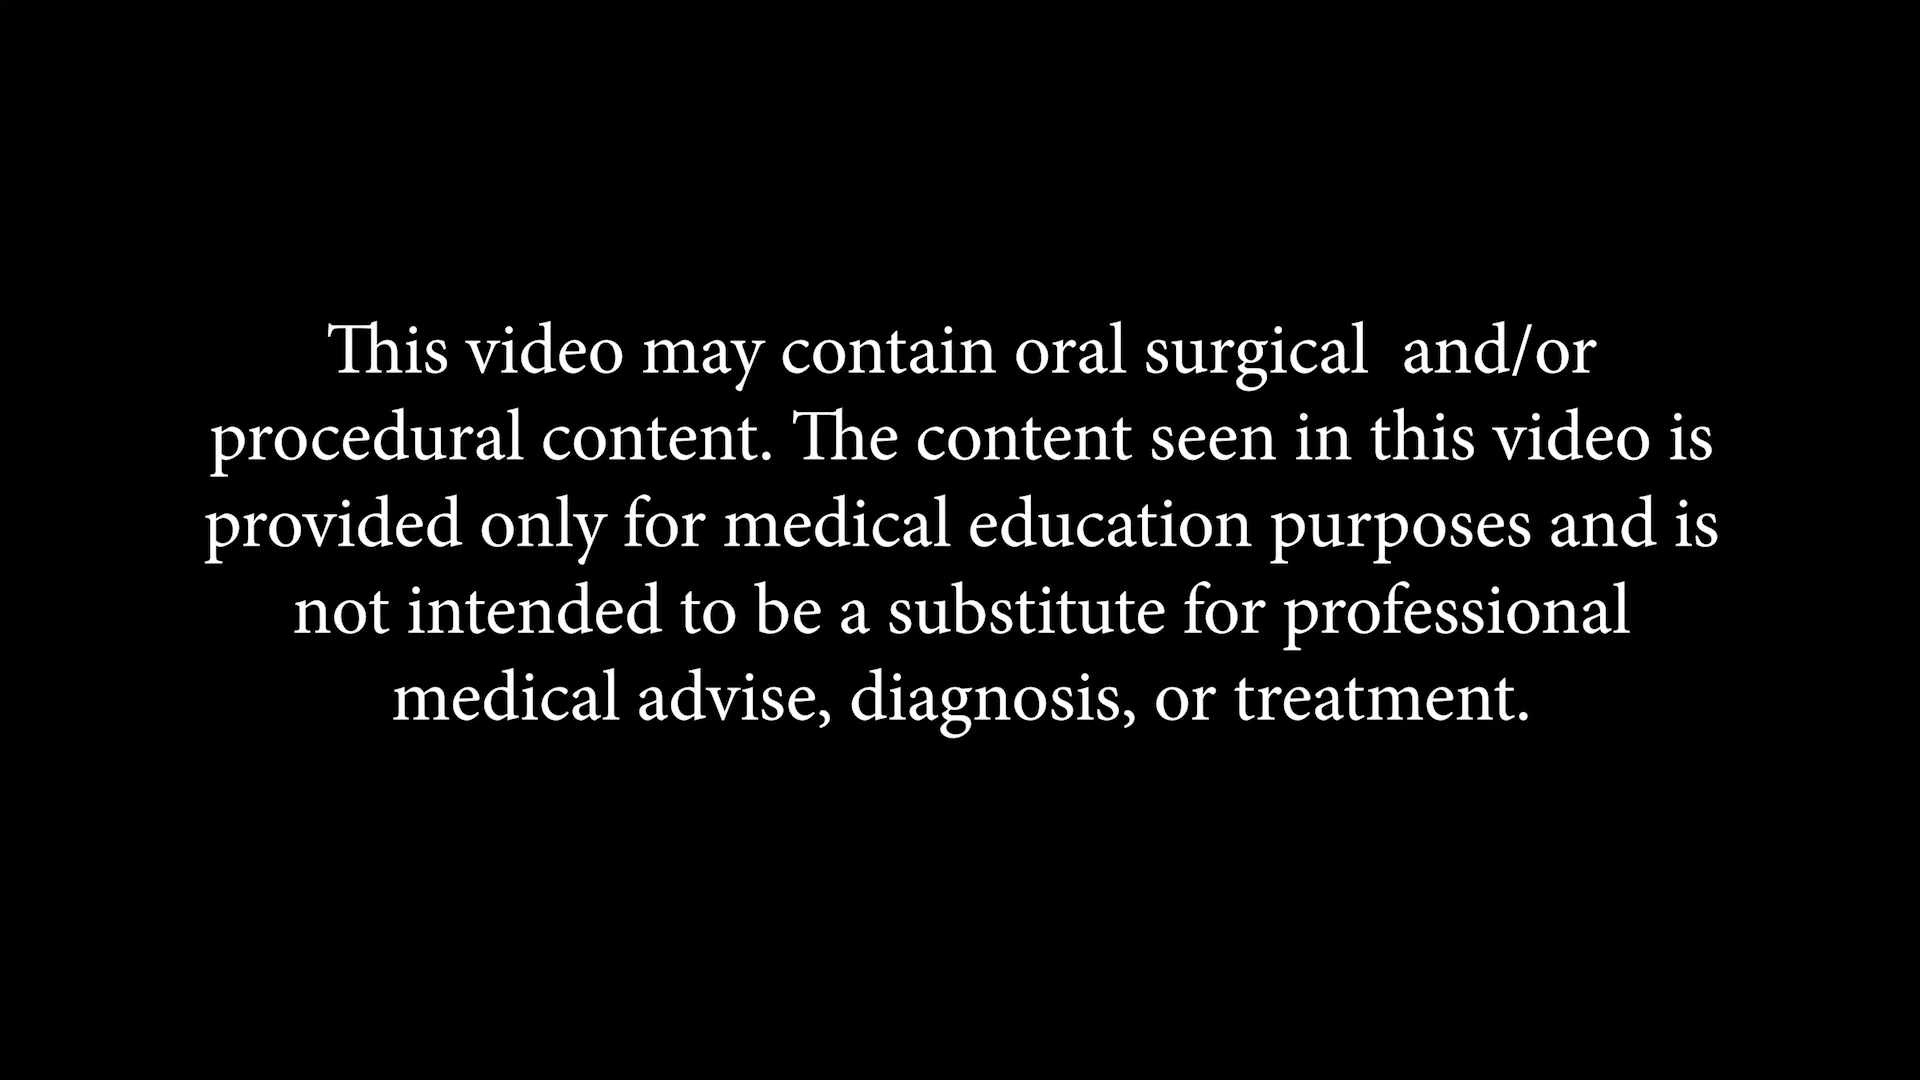 This video may contain oral surgical  and/or
procedural content. The content seen in this video is
provided only for medical education purposes and is
not intended to be a substitute for professional
medical advise, diagnosis, or treatment.